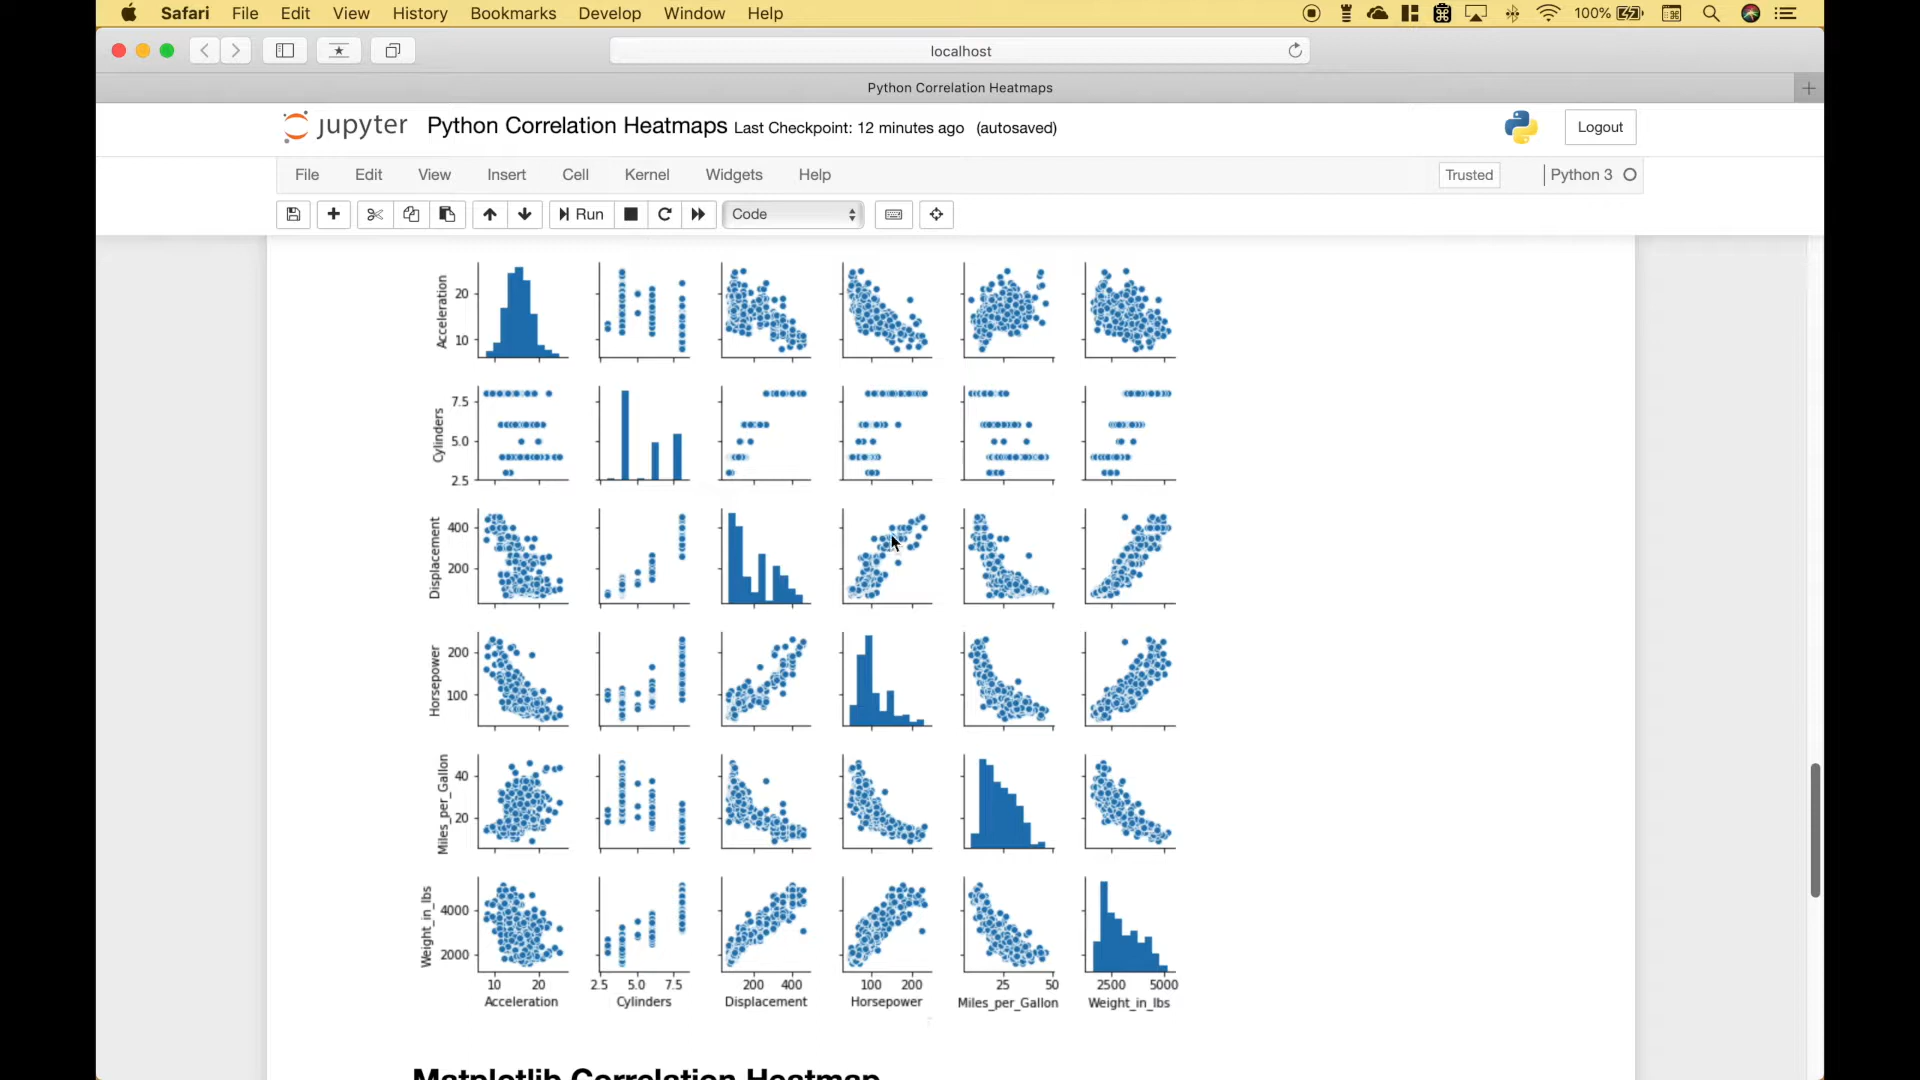 Safari File Edit View History Bookmarks Develop Window Help 100%
localhost
Python Correlation Heatmaps
jupyter Python Correlation Heatmaps Last Checkpoint: 12 minutes ago (autosaved) Logout
File Edit View Insert Cell Kernel Widgets Help Trusted Python 3
Run Code
Acceleration
20
10
Cylinders
7.5
5.0
2.5
Displacement
400
200
Horsepower
200
100
Miles_per_Gallon
40
20
Weight_in_lbs
4000
2000
10 20 2.5 5.0 7.5 200 400 100 200 25 50 2500 5000
Acceleration Cylinders Displacement Horsepower Miles_per_Gallon Weight_in_lbs
Matplotlib Correlation Heatmap